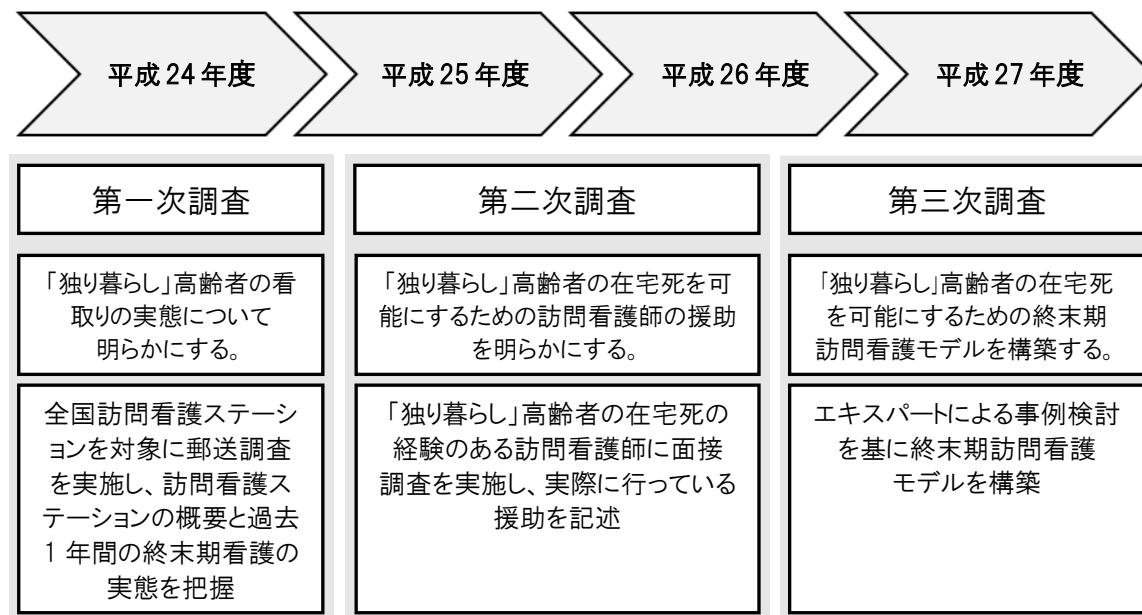 平成24年度
平成25年度
平成26年度
平成27年度
第一次調査
「独り暮らし」高齢者の看
取りの実態について
明らかにする。
全国訪問看護ステーシ
ョンを対象に郵送調査
を実施し、訪問看護ス
テーションの概要と過去
1年間の終末期看護の
実態を把握
第二次調査
「独り暮らし」高齢者の在宅死を可
能にするための訪問看護師の援助
を明らかにする。
「独り暮らし」高齢者の在宅死の
経験のある訪問看護師に面接
調査を実施し、実際に行っている
援助を記述
第三次調査
「独り暮らし」高齢者の在宅死
を可能にするための終末期
訪問看護モデルを構築する。
エキスパートによる事例検討
を基に終末期訪問看護
モデルを構築